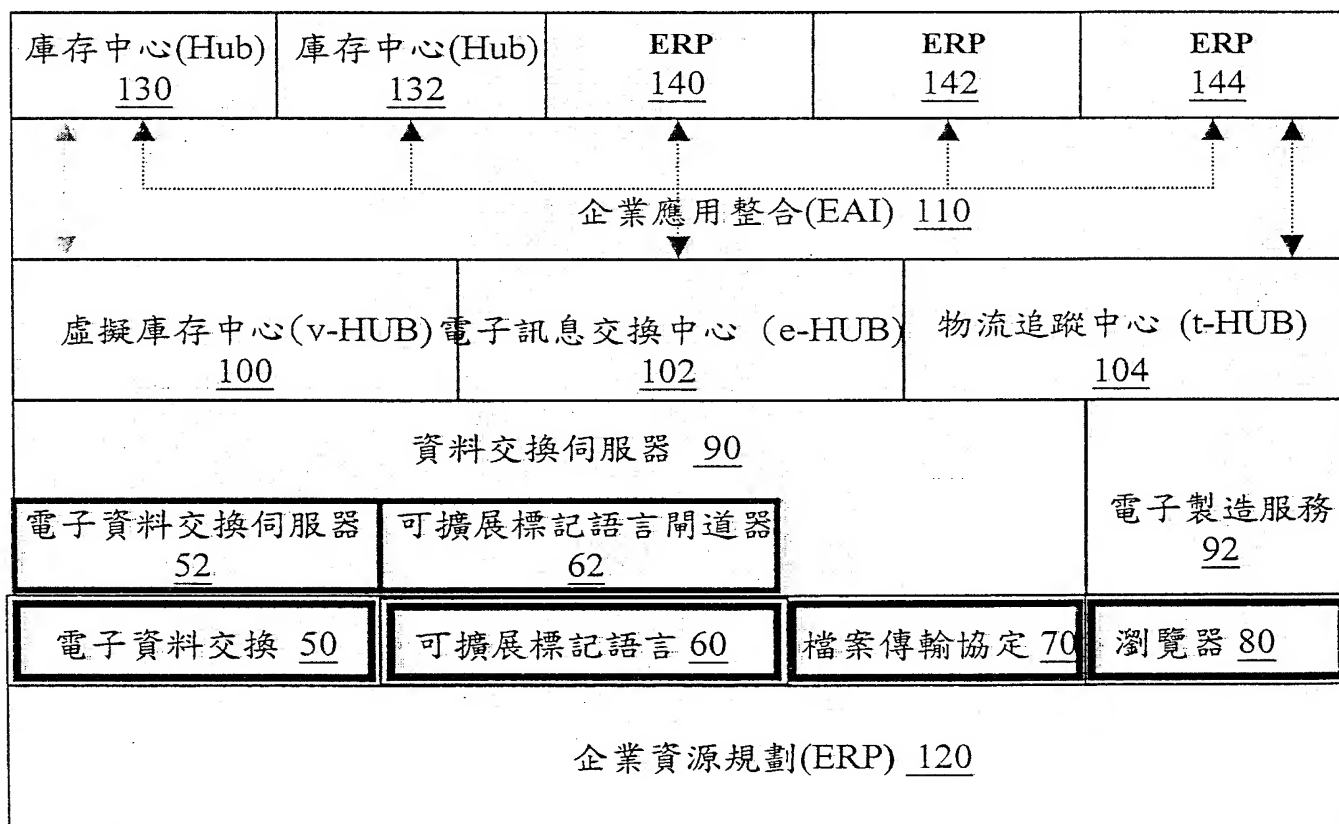 庫存中心(Hub)
130
庫存中心(Hub)
132
ERP
140
ERP
142
ERP
144
企業應用整合(EAI) 110
虛擬庫存中心(v-HUB)
100
電子訊息交換中心 (e-HUB)
102
物流追蹤中心 (t-HUB)
104
資料交換伺服器 90
電子資料交換伺服器
52
可擴展標記語言閘道器
62
電子製造服務
92
電子資料交換 50
可擴展標記語言 60
檔案傳輸協定 70
瀏覽器 80
企業資源規劃(ERP) 120